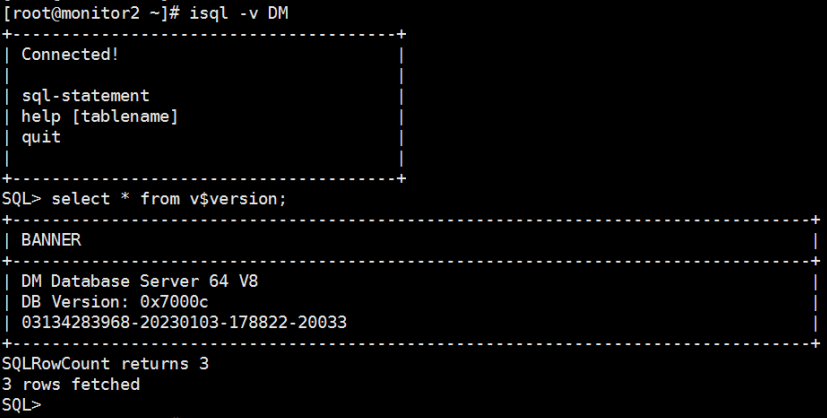 [root@monitor2 ~]# isql -v DM
+---------------------------------------+
| Connected!                            |
|                                       |
| sql-statement                         |
| help [tablename]                      |
| quit                                  |
|                                       |
+---------------------------------------+
SQL> select * from v$version;
+---------------------------------------------------------------------------------+
| BANNER                                                                          |
+---------------------------------------------------------------------------------+
| DM Database Server 64 V8                                                        |
| DB Version: 0x7000c                                                             |
| 03134283968-20230103-178822-20033                                               |
+---------------------------------------------------------------------------------+
SQLRowCount returns 3
3 rows fetched
SQL>